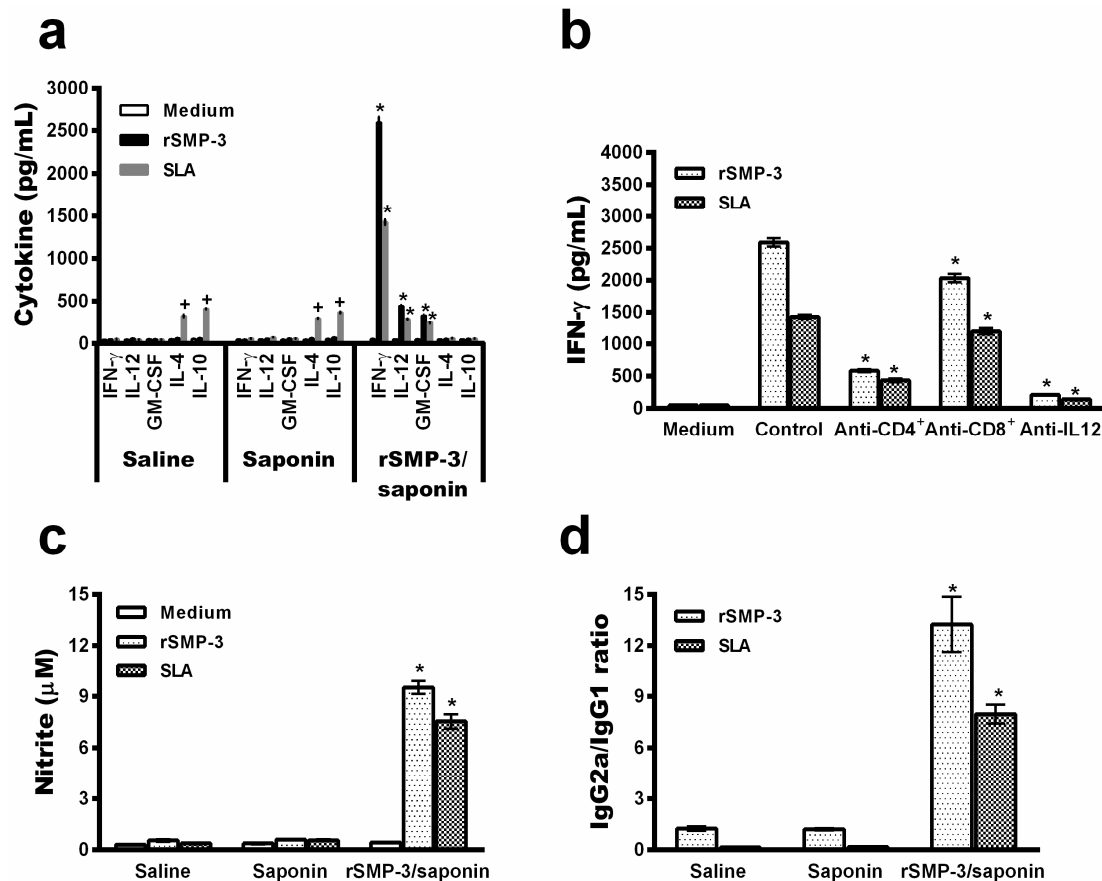 a
Cytokine (pg/mL)
3000
2500
2000
1500
1000
500
0
Medium
rSMP-3
SLA
+ + + + * * * * * *
IFN-γ IL-12 GM-CSF IL-4 IL-10 IFN-γ IL-12 GM-CSF IL-4 IL-10 IFN-γ IL-12 GM-CSF IL-4 IL-10
Saline Saponin rSMP-3/
saponin
b
IFN-γ (pg/mL)
4000
3500
3000
2500
2000
1500
1000
500
0
rSMP-3
SLA
* * * * * *
Medium Control Anti-CD4+ Anti-CD8+ Anti-IL12
c
Nitrite (μM)
15
12
9
6
3
0
Medium
rSMP-3
SLA
* *
Saline Saponin rSMP-3/saponin
d
IgG2a/IgG1 ratio
15
12
9
6
3
0
rSMP-3
SLA
* *
Saline Saponin rSMP-3/saponin